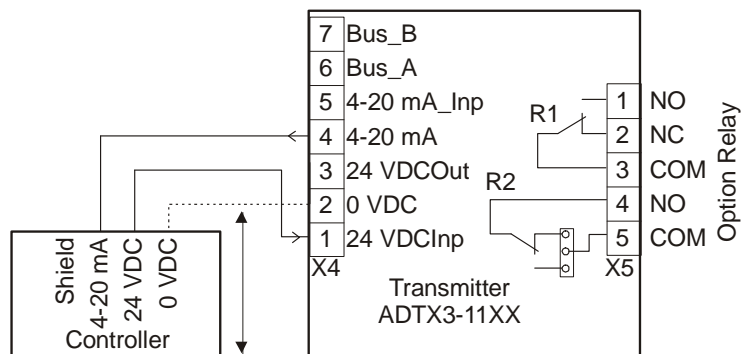 7 Bus_B
6 Bus_A
5 4-20 mA_Inp
4 4-20 mA
3 24 VDCOut
2 0 VDC
1 24 VDCInp
X4
R1
R2
1 NO
2 NC
3 COM
4 NO
5 COM
X5
Option Relay
Transmitter
ADTX3-11XX
Shield
4-20 mA
24 VDC
0 VDC
Controller